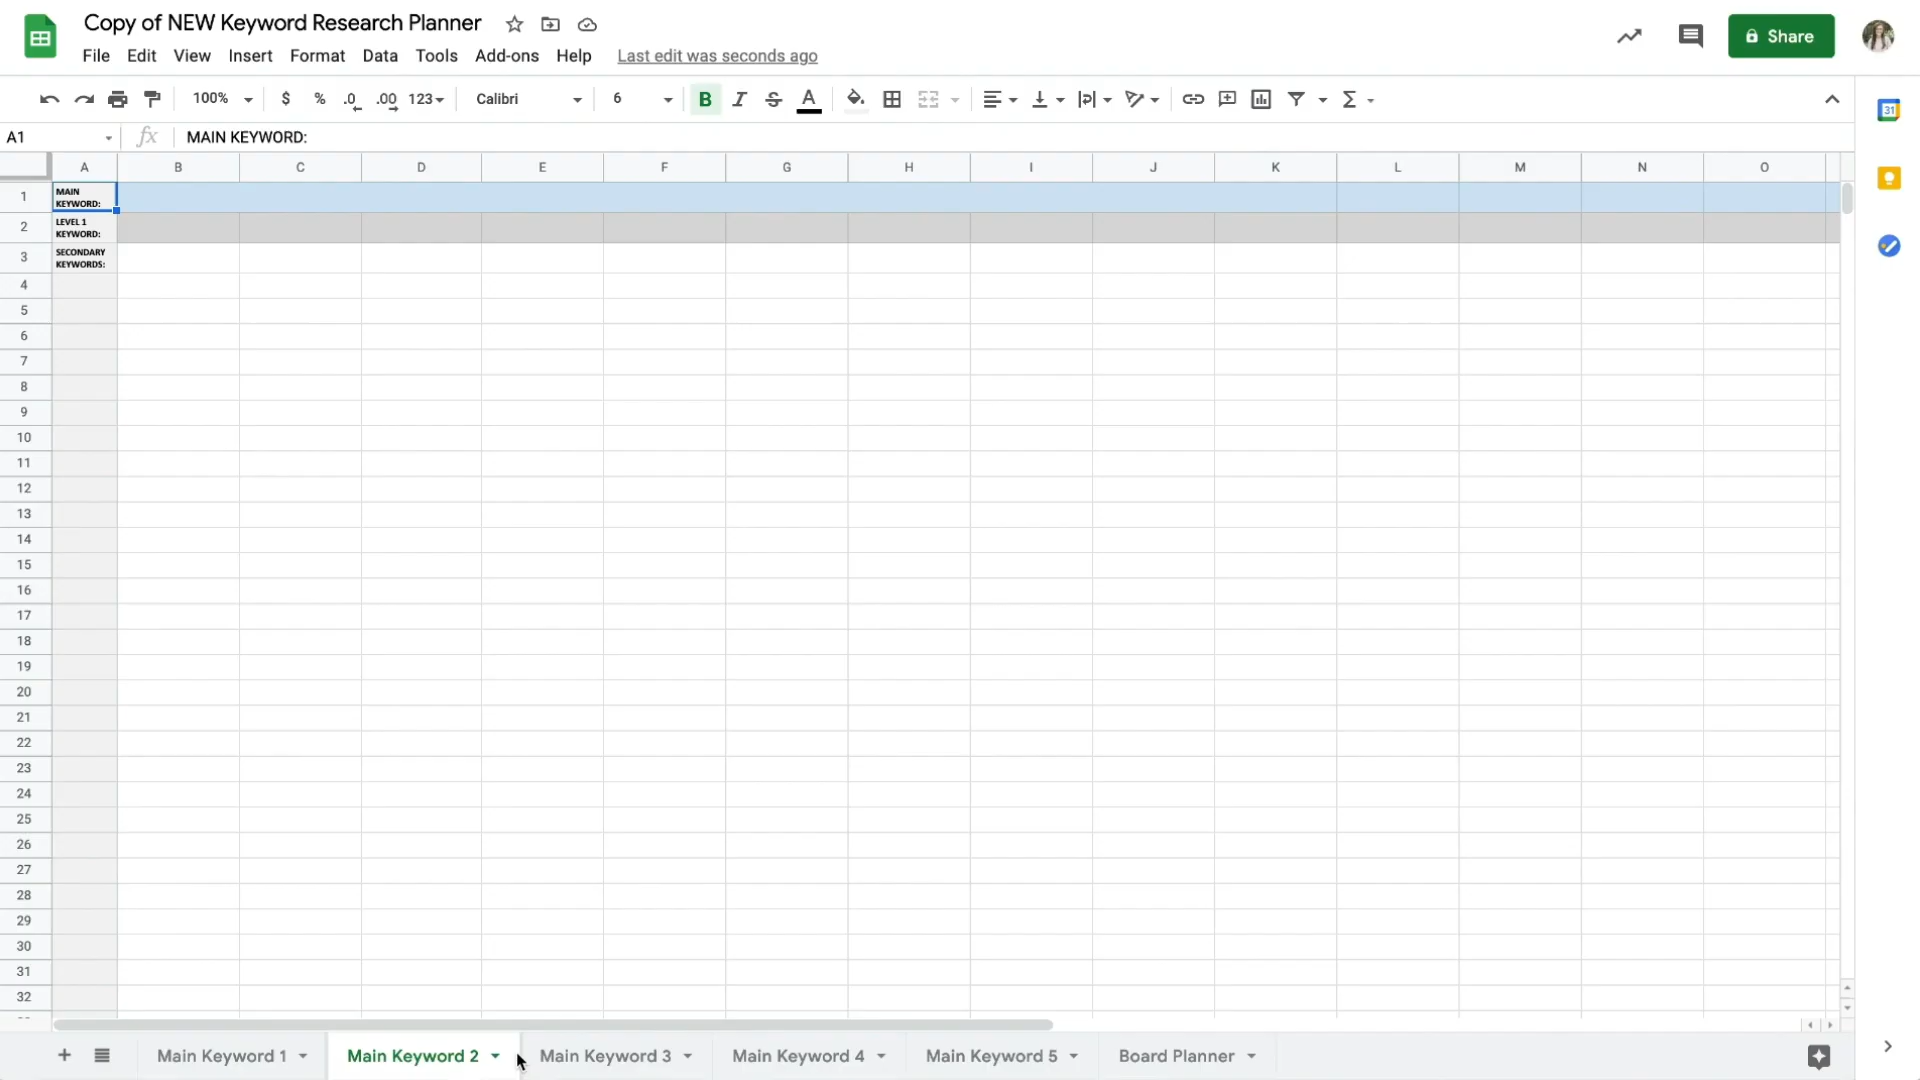 Copy of NEW Keyword Research Planner
File Edit View Insert Format Data Tools Add-ons Help Last edit was seconds ago
Share
100% $ % .0 .00 123 Calibri 6 B I S A
31
A1 fx MAIN KEYWORD:
A B C D E F G H I J K L M N O
1 MAIN
KEYWORD:
2 LEVEL 1
KEYWORD:
3 SECONDARY
KEYWORDS:
4
5
6
7
8
9
10
11
12
13
14
15
16
17
18
19
20
21
22
23
24
25
26
27
28
29
30
31
32
Main Keyword 1 Main Keyword 2 Main Keyword 3 Main Keyword 4 Main Keyword 5 Board Planner